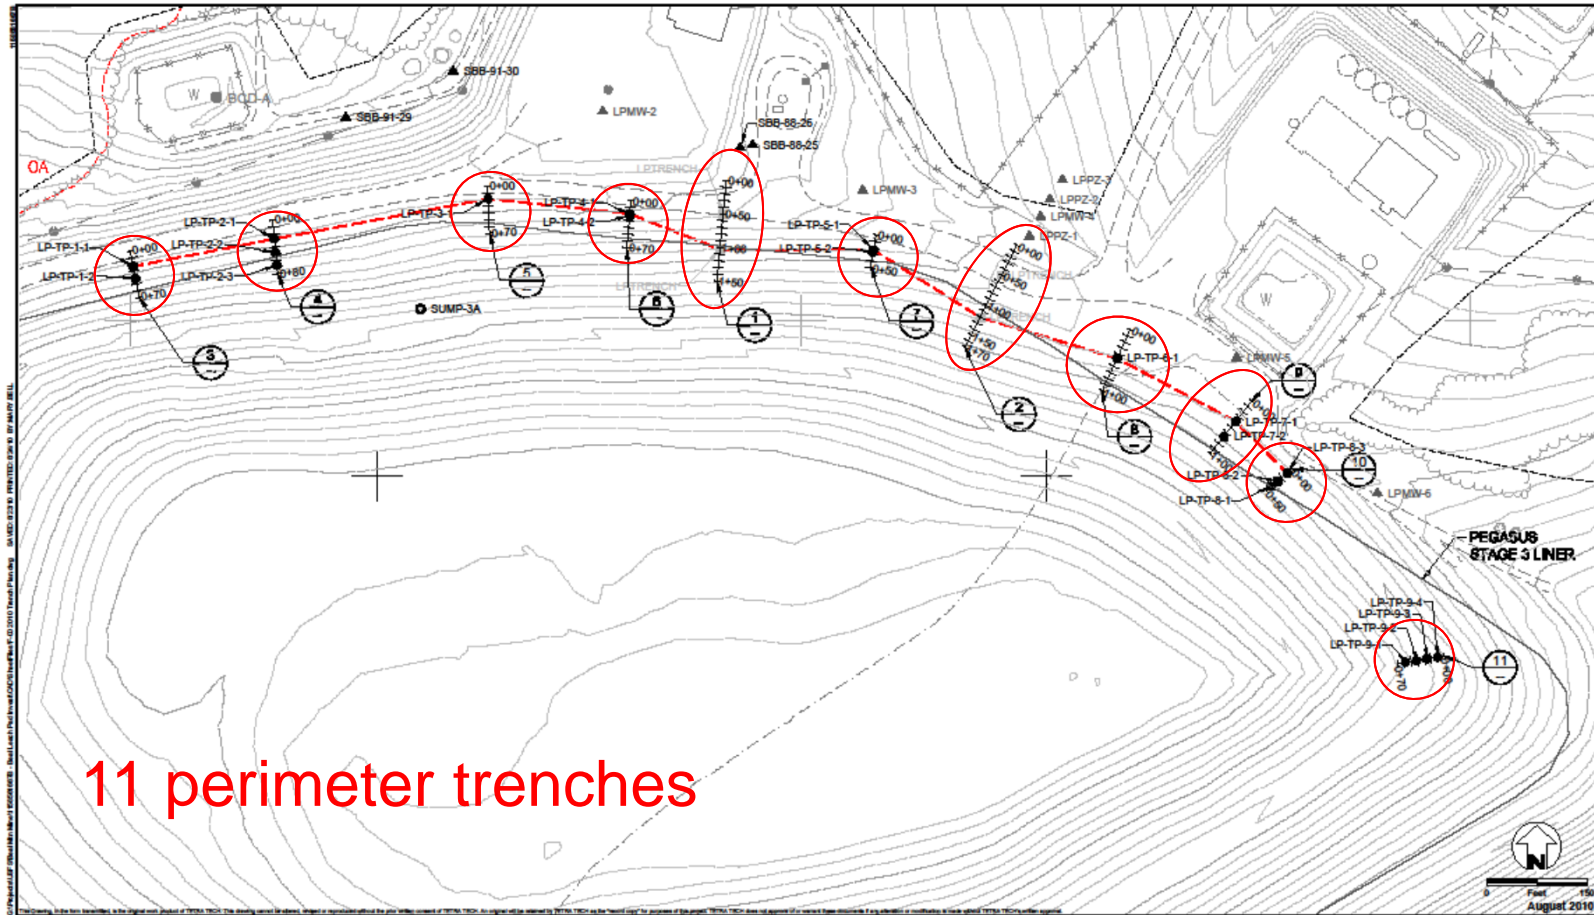 SBB-91-30
BCD-A
W
LPMW-2
SBB-91-29
SBB-88-26
SBB-88-25
OA
LPTRENCH
LPPZ-3
LPMW-3
LPPZ-2
LPMW-4
LPPZ-1
0+00
0+50
1+50
LP-TP-4-1
0+00
LP-TP-4-2
0+70
0+00
LP-TP-3-1
0+70
LP-TP-2-1
0+00
LP-TP-2-2
LP-TP-2-3
0+80
LP-TP-1-1
0+00
LP-TP-1-2
0+70
LP-TP-5-1
0+00
LP-TP-5-2
0+50
0+00
LPTRENCH
0+50
1+00
1+50
1+70
LPTRENCH
SUMP-3A
W
3
4
5
6
1
7
2
8
9
10
0+00
LP-TP-6-1
1+00
LPMW-5
0+00
LP-TP-7-1
LP-TP-7-2
1+00
LP-TP-8-3
0+00
LP-TP-8-1
0+50
LPMW-6
PEGASUS
STAGE 3 LINER
LP-TP-9-4
LP-TP-9-3
LP-TP-9-2
LP-TP-9-1
0+70
0+00
11
11 perimeter trenches
N
0 Feet 150
August 2010